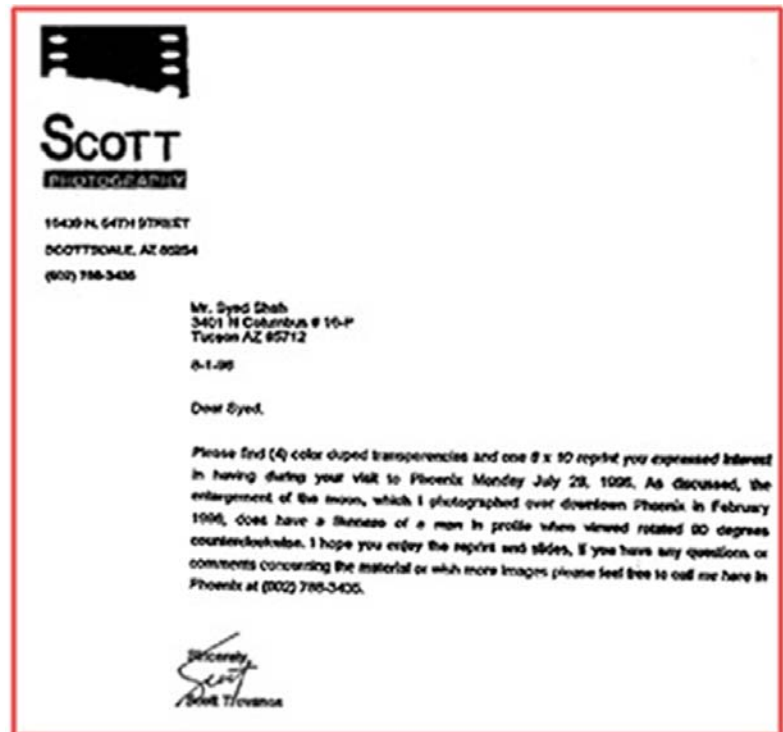 SCOTT
PHOTOGRAPHY
10430 N. 64TH STREET
SCOTTSDALE, AZ 85254
(602) 788-3435
Mr. Syed Shah
3401 N Columbus # 16-P
Tucson AZ 85712
8-1-96
Dear Syed,
Please find (4) color duped transparencies and one 8 x 10 reprint you expressed interest
in having during your visit to Phoenix Monday July 29, 1996. As discussed, the
enlargement of the moon, which I photographed over downtown Phoenix in February
1996, does have a likeness of a man in profile when viewed rotated 90 degrees
counterclockwise. I hope you enjoy the reprint and slides, if you have any questions or
comments concerning the material or wish more images please feel free to call me here in
Phoenix at (602) 788-3435.
Sincerely,
Scott
Scott